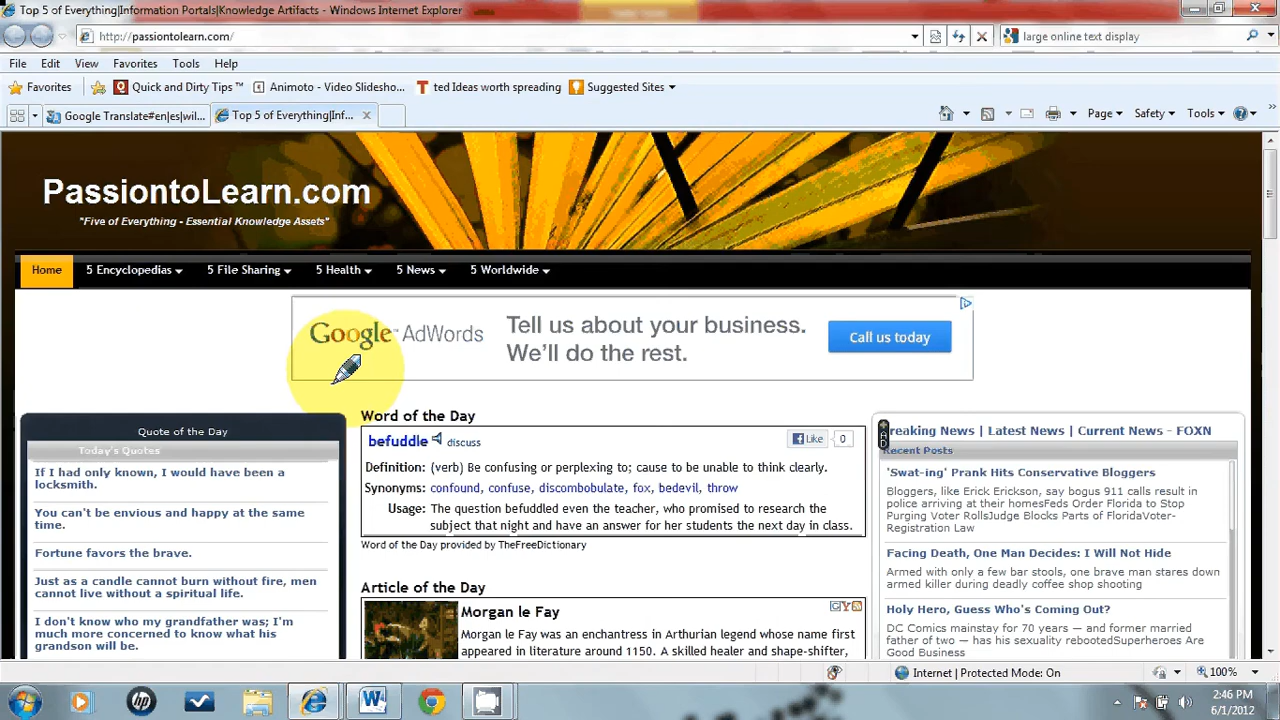 Top 5 of Everything|Information Portals|Knowledge Artifacts - Windows Internet Explorer
http://passiontolearn.com/
large online text display
File Edit View Favorites Tools Help
Favorites Quick and Dirty Tips ™ Animoto - Video Slidesho... ted Ideas worth spreading Suggested Sites
Google Translate#en|es|wil... Top 5 of Everything|Inf... Page Safety Tools
PassiontoLearn.com
"Five of Everything - Essential Knowledge Assets"
Home 5 Encyclopedias 5 File Sharing 5 Health 5 News 5 Worldwide
Google™ AdWords
Tell us about your business.
We'll do the rest.
Call us today
Quote of the Day
Today's Quotes
If I had only known, I would have been a
locksmith.
You can't be envious and happy at the same
time.
Fortune favors the brave.
Just as a candle cannot burn without fire, men
cannot live without a spiritual life.
I don't know who my grandfather was; I'm
much more concerned to know what his
grandson will be.
Word of the Day
befuddle discuss
Like 0
Definition: (verb) Be confusing or perplexing to; cause to be unable to think clearly.
Synonyms: confound, confuse, discombobulate, fox, bedevil, throw
Usage: The question befuddled even the teacher, who promised to research the
subject that night and have an answer for her students the next day in class.
Word of the Day provided by TheFreeDictionary
Article of the Day
Morgan le Fay
Morgan le Fay was an enchantress in Arthurian legend whose name first
appeared in literature around 1150. A skilled healer and shape-shifter,
reaking News | Latest News | Current News - FOXN
Recent Posts
'Swat-ing' Prank Hits Conservative Bloggers
Bloggers, like Erick Erickson, say bogus 911 calls result in
police arriving at their homesFeds Order Florida to Stop
Purging Voter RollsJudge Blocks Parts of FloridaVoter-
Registration Law
Facing Death, One Man Decides: I Will Not Hide
Armed with only a few bar stools, one brave man stares down
armed killer during deadly coffee shop shooting
Holy Hero, Guess Who's Coming Out?
DC Comics mainstay for 70 years — and former married
father of two — has his sexuality rebootedSuperheroes Are
Good Business
Internet | Protected Mode: On
100%
2:46 PM
6/1/2012